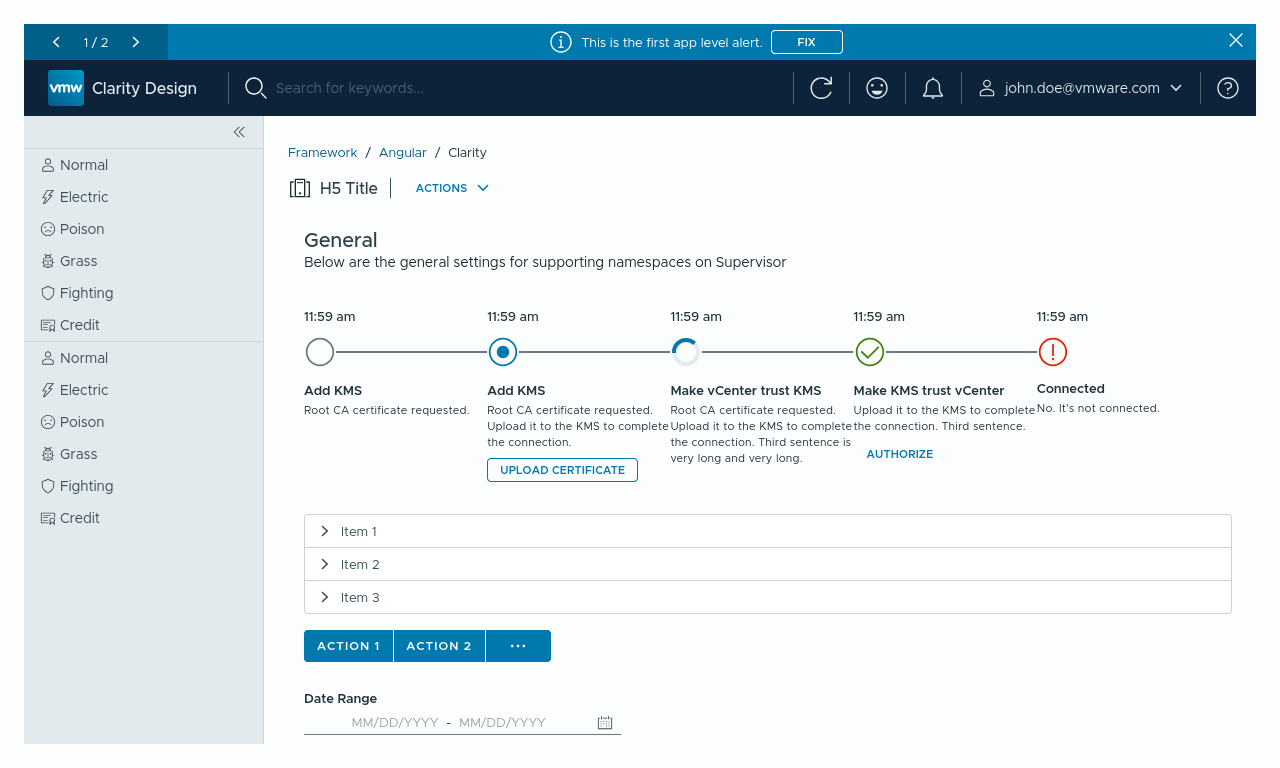 1 / 2
This is the first app level alert.
FIX
vmw
Clarity Design
Search for keywords...
john.doe@vmware.com
Normal
Electric
Poison
Grass
Fighting
Credit
Normal
Electric
Poison
Grass
Fighting
Credit
Framework / Angular / Clarity
H5 Title
ACTIONS
General
Below are the general settings for supporting namespaces on Supervisor
11:59 am
Add KMS
Root CA certificate requested.
11:59 am
Add KMS
Root CA certificate requested.
Upload it to the KMS to complete
the connection.
UPLOAD CERTIFICATE
11:59 am
Make vCenter trust KMS
Root CA certificate requested.
Upload it to the KMS to complete
the connection. Third sentence is
very long and very long.
11:59 am
Make KMS trust vCenter
Upload it to the KMS to complete
the connection. Third sentence.
AUTHORIZE
11:59 am
Connected
No. It's not connected.
Item 1
Item 2
Item 3
ACTION 1
ACTION 2
...
Date Range
MM/DD/YYYY - MM/DD/YYYY